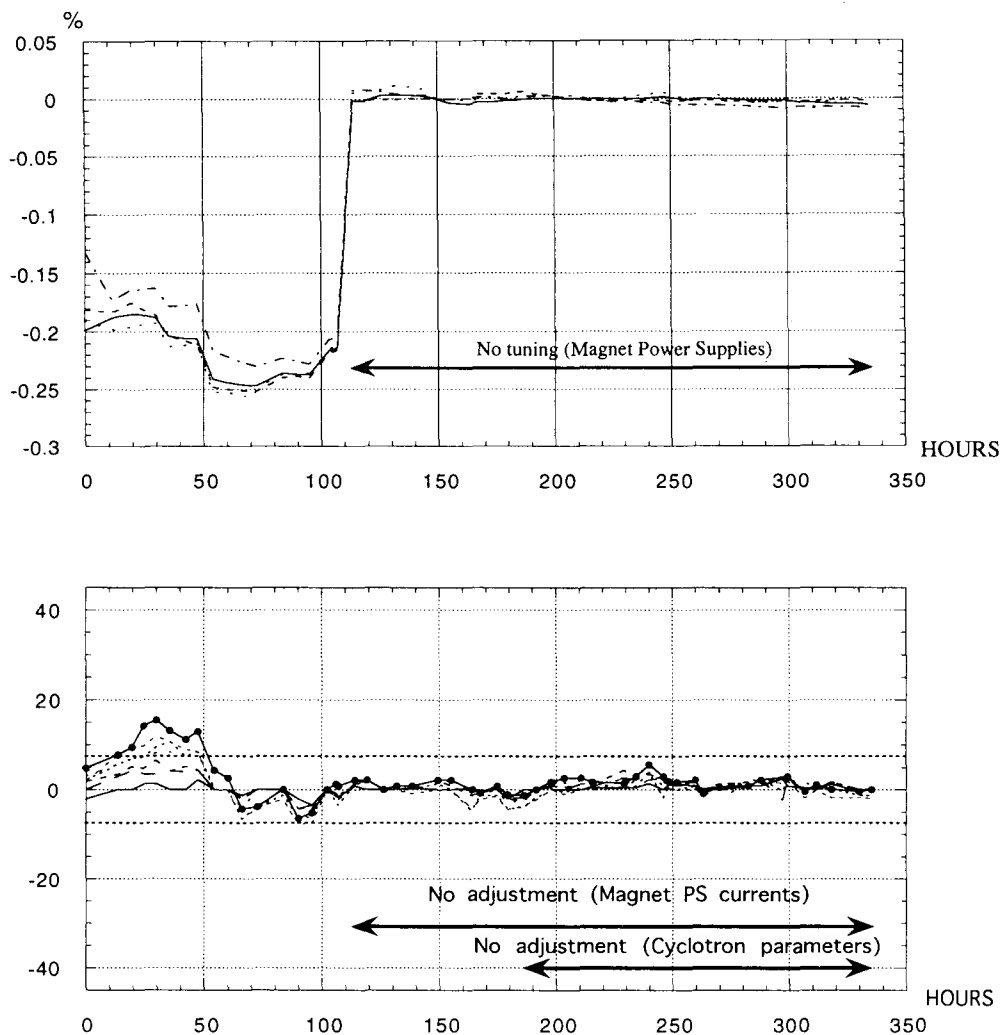 %
0.05
0
-0.05
-0.1
-0.15
-0.2
-0.25
-0.3
No tuning (Magnet Power Supplies)
HOURS
0 50 100 150 200 250 300 350
40
20
0
-20
-40
No adjustment (Magnet PS currents)
No adjustment (Cyclotron parameters)
HOURS
0 50 100 150 200 250 300 350